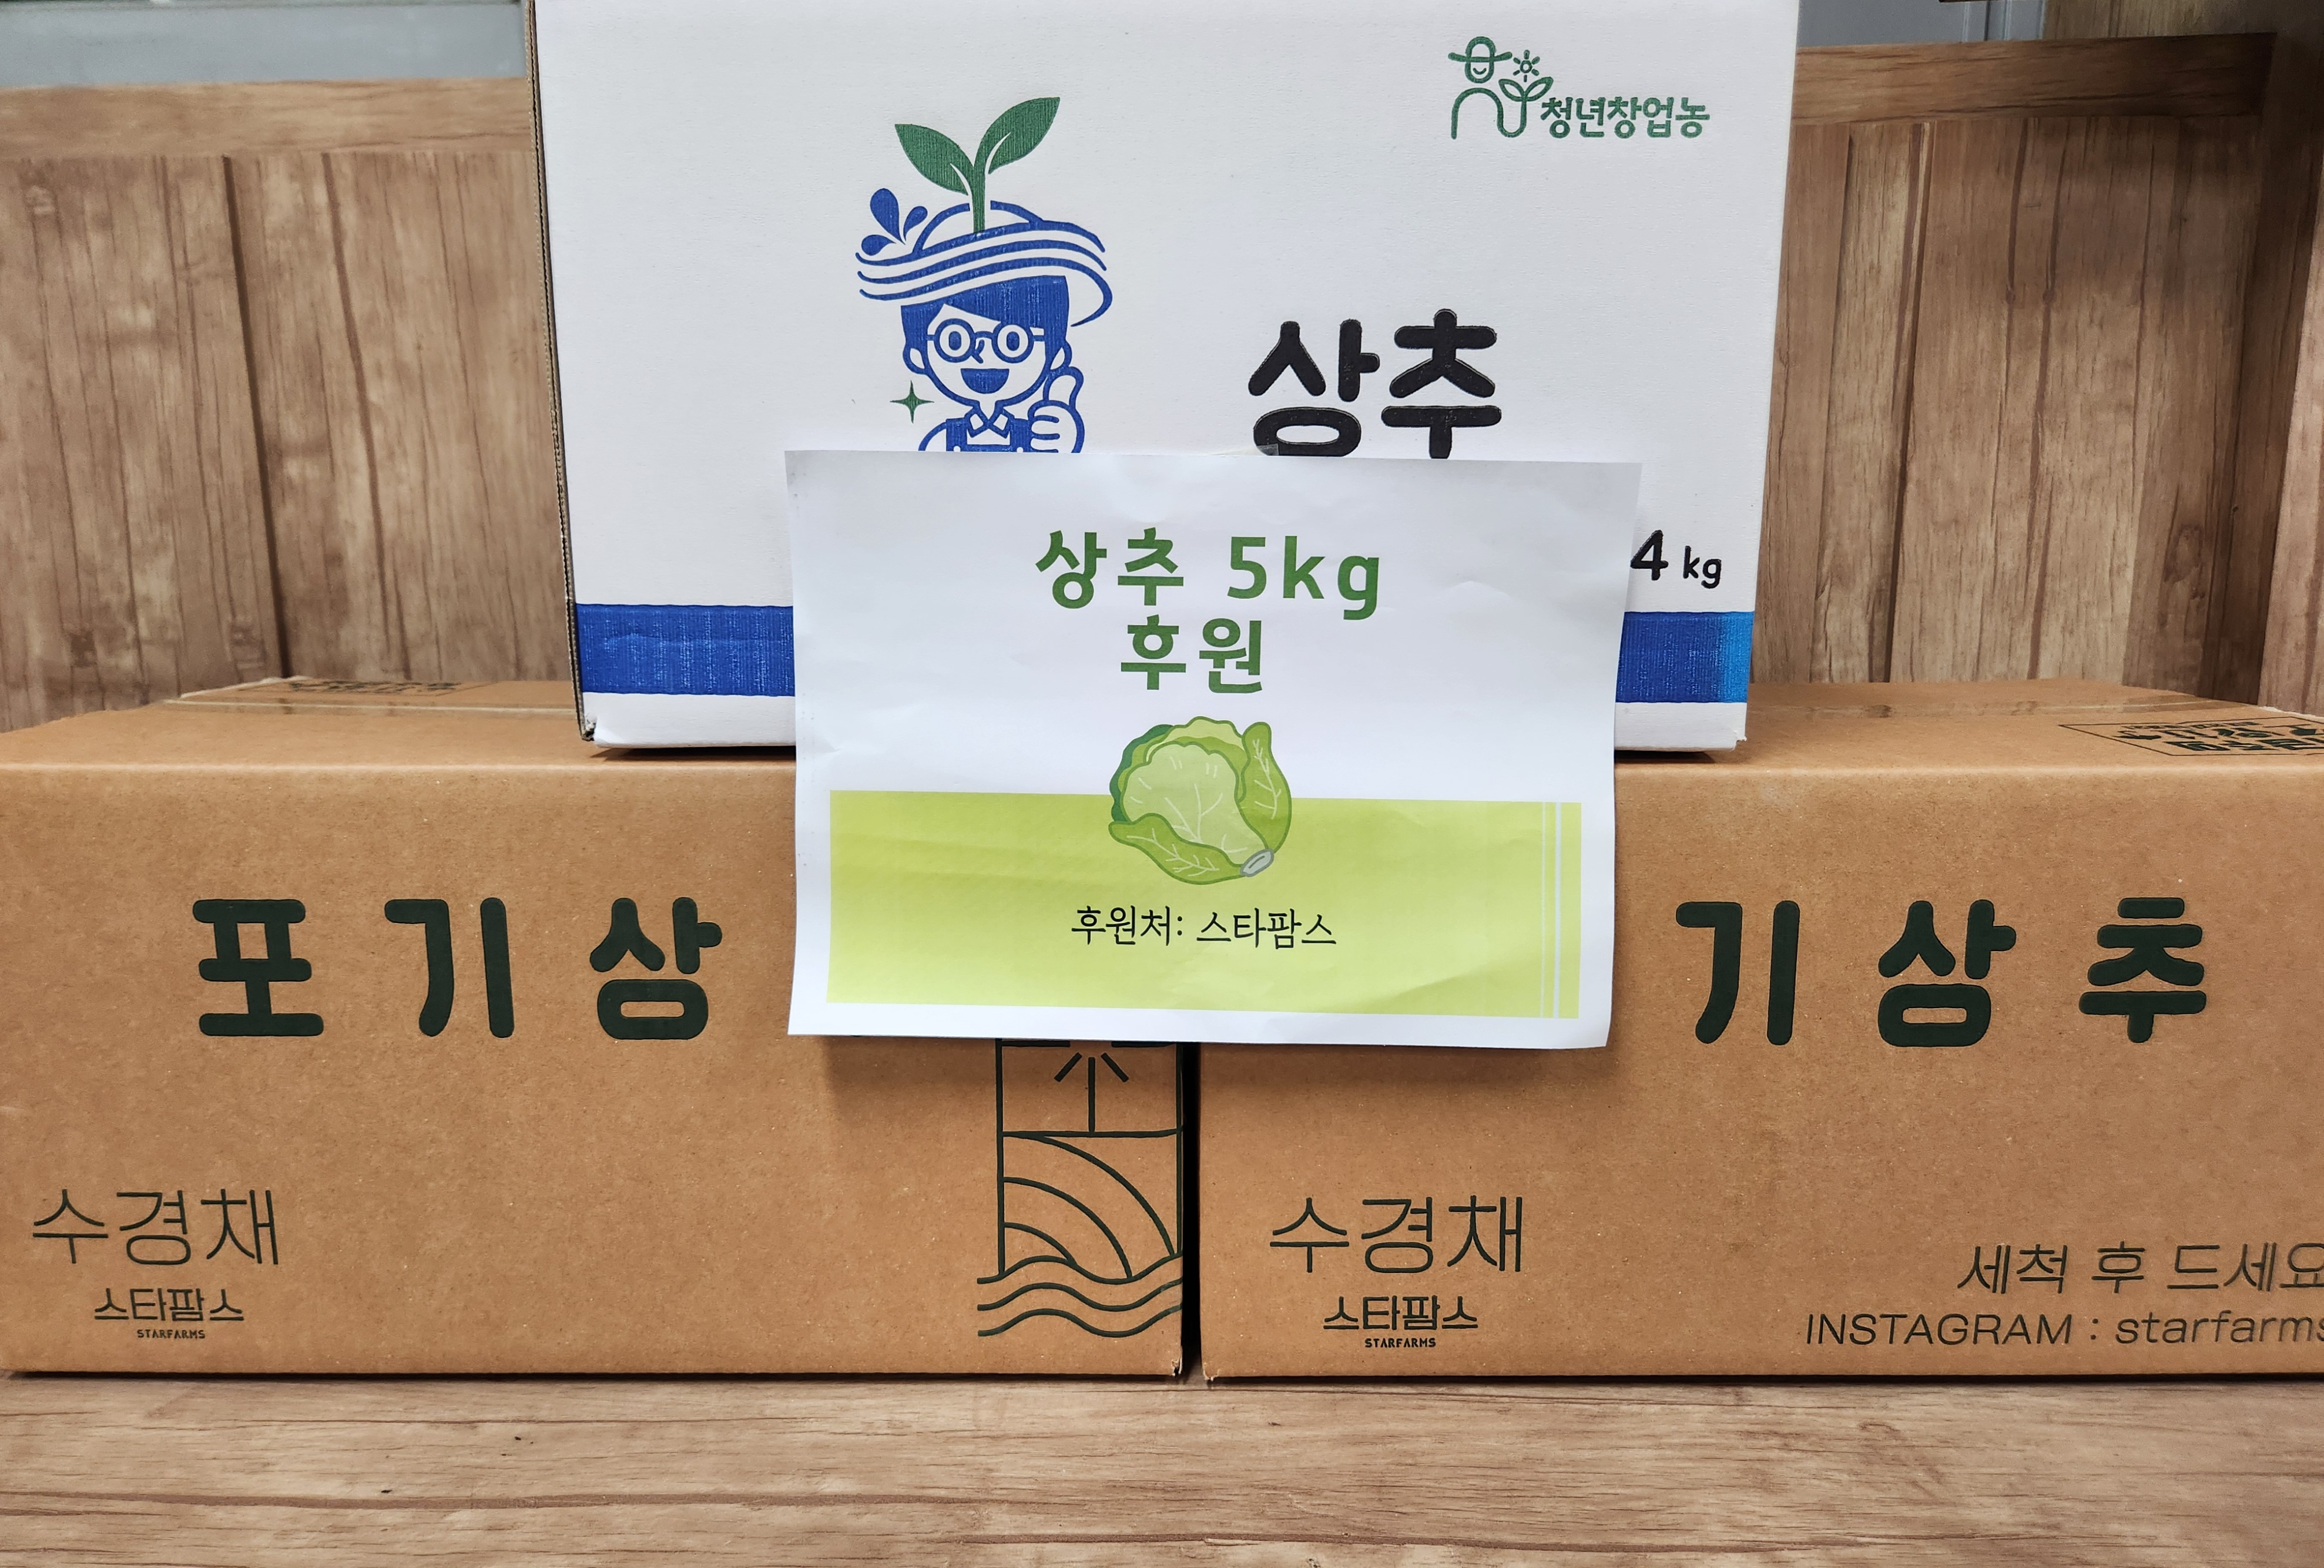 청년창업농
상추
4 kg
상추 5kg
후원
후원처: 스타팜스
포기상
수경채
스타팜스
STARFARMS
기상추
수경채
스타팜스
STARFARMS
세척 후 드세요
INSTAGRAM : starfarms